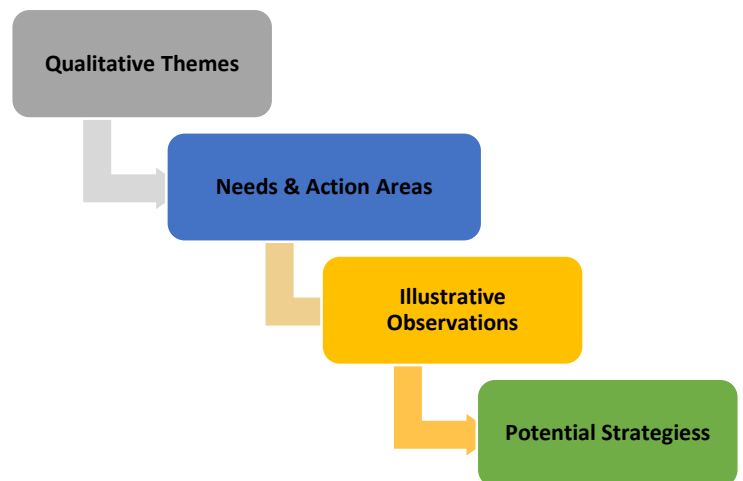 Qualitative Themes
Needs & Action Areas
Illustrative
Observations
Potential Strategiess